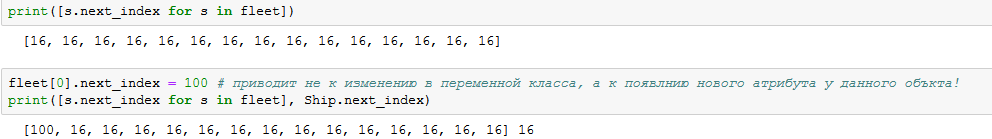 print([s.next_index for s in fleet])
[16, 16, 16, 16, 16, 16, 16, 16, 16, 16, 16, 16, 16, 16, 16]
fleet[0].next_index = 100 # приводит не к изменению в переменной класса, а к появлнию нового атрибута у данного объкта!
print([s.next_index for s in fleet], Ship.next_index)
[100, 16, 16, 16, 16, 16, 16, 16, 16, 16, 16, 16, 16, 16, 16] 16